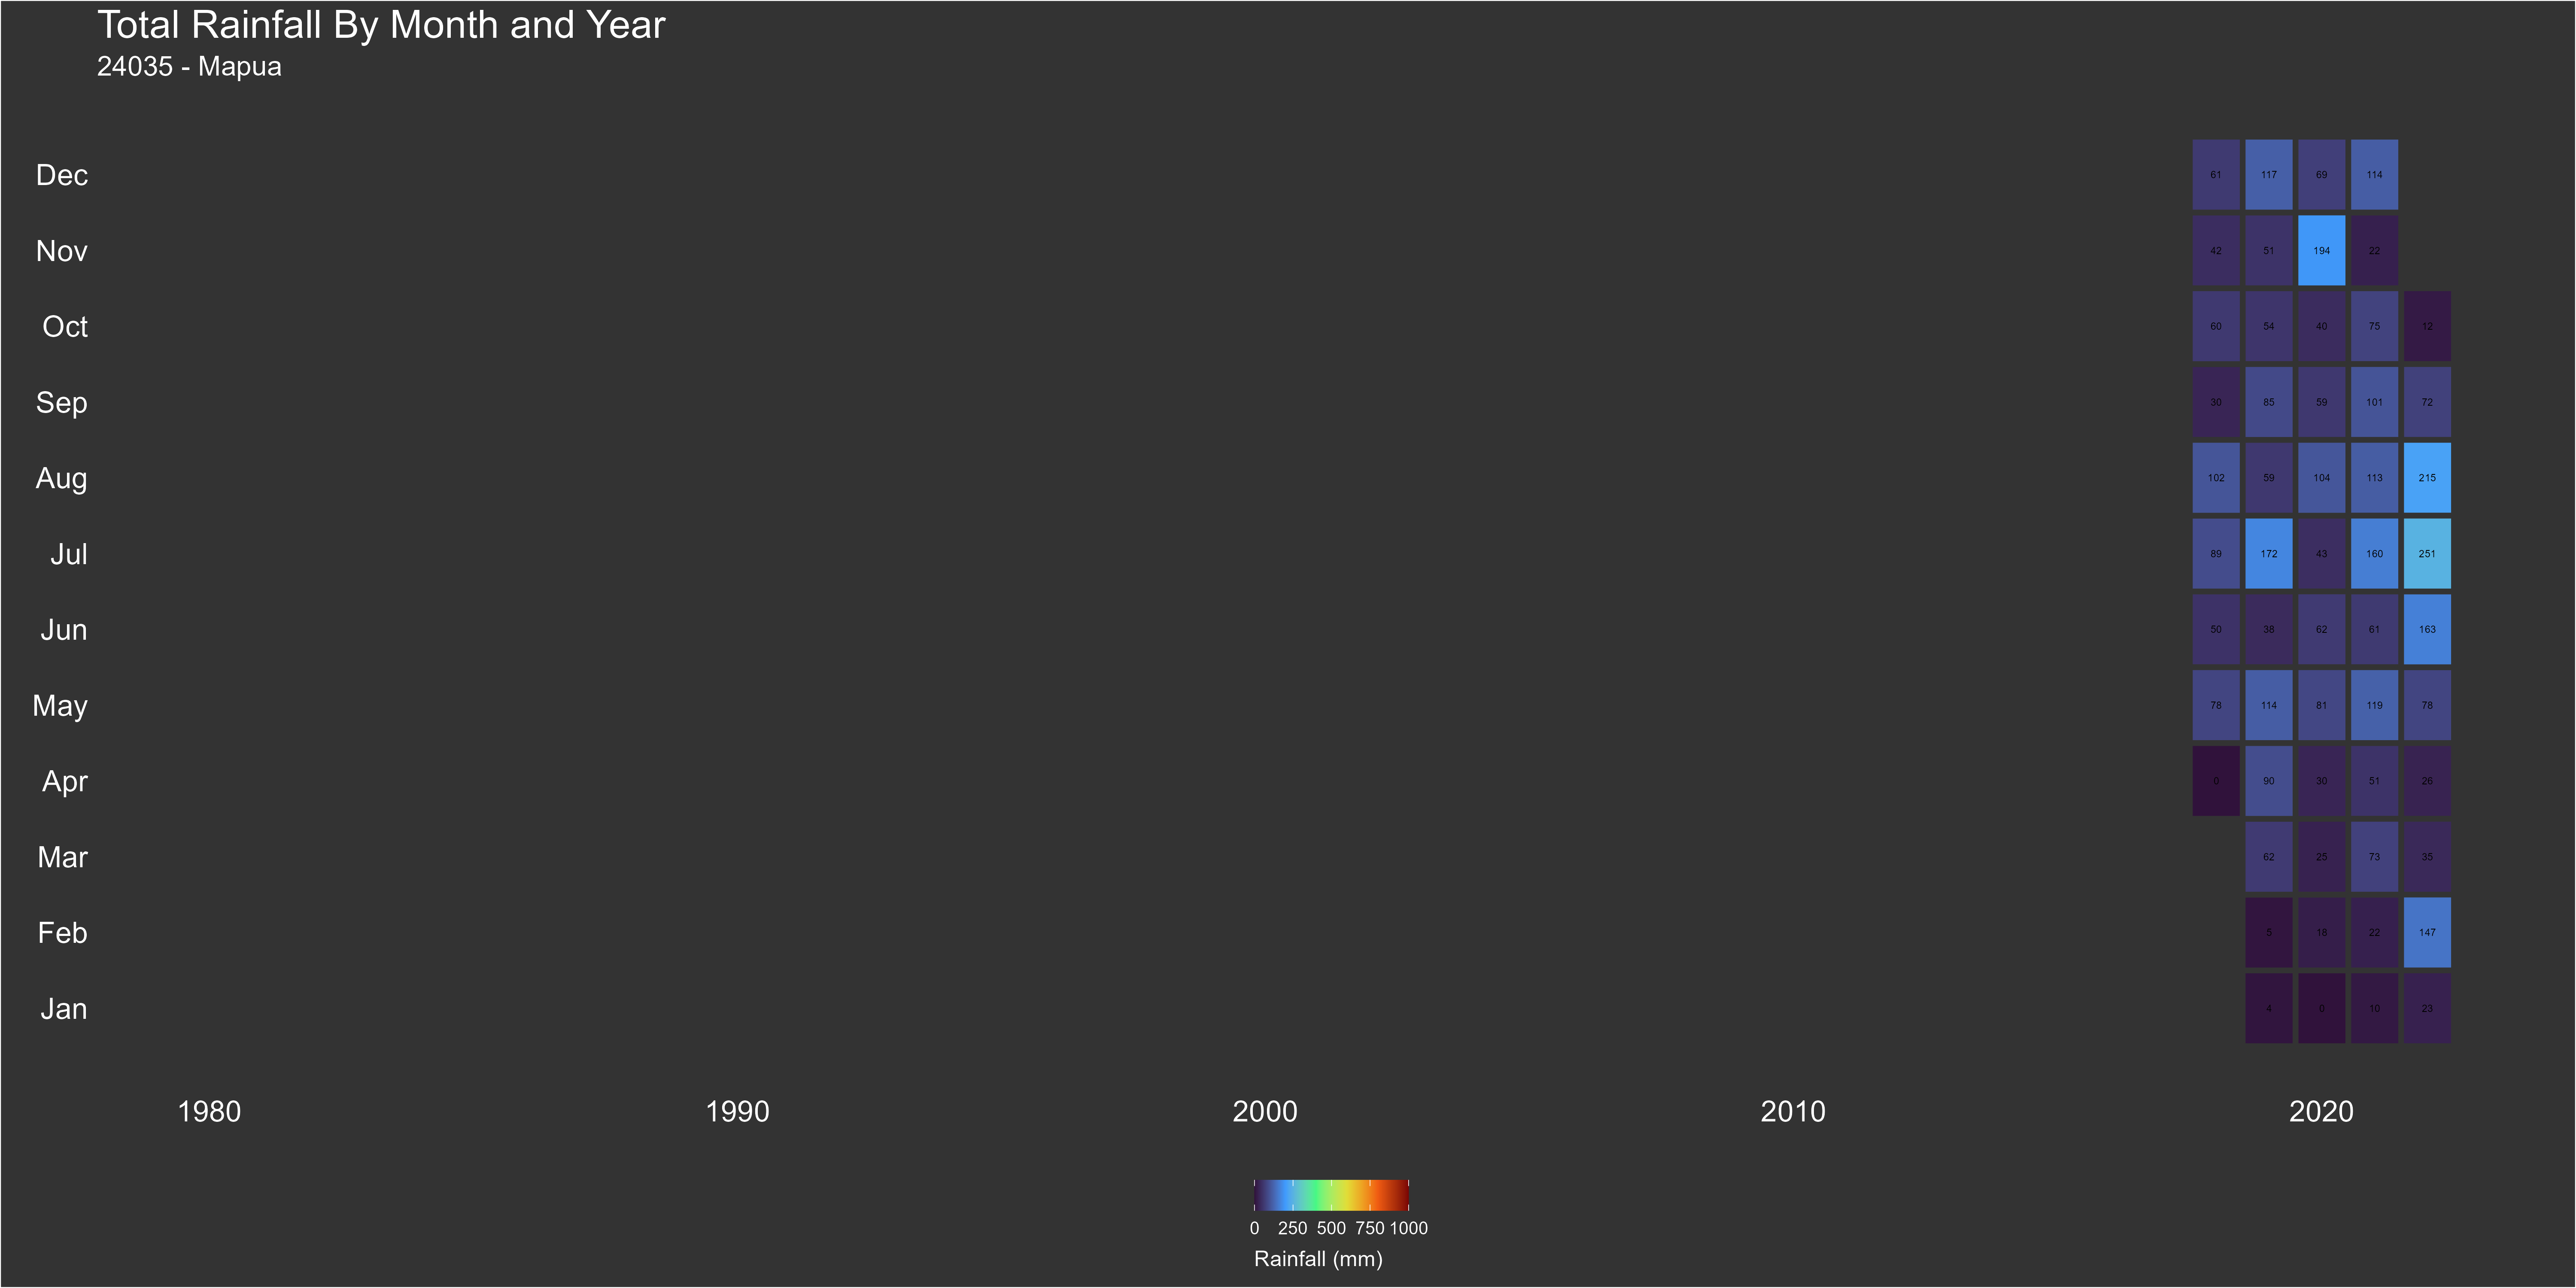 Total Rainfall By Month and Year
24035 - Mapua
Dec 61 117 69 114
Nov 42 51 194 22
Oct 60 54 40 75 12
Sep 30 85 59 101 72
Aug 102 59 104 113 215
Jul 89 172 43 160 251
Jun 50 38 62 61 163
May 78 114 81 119 78
Apr 0 90 30 51 26
Mar 62 25 73 35
Feb 5 18 22 147
Jan 4 0 10 23
1980 1990 2000 2010 2020
0 250 500 750 1000
Rainfall (mm)